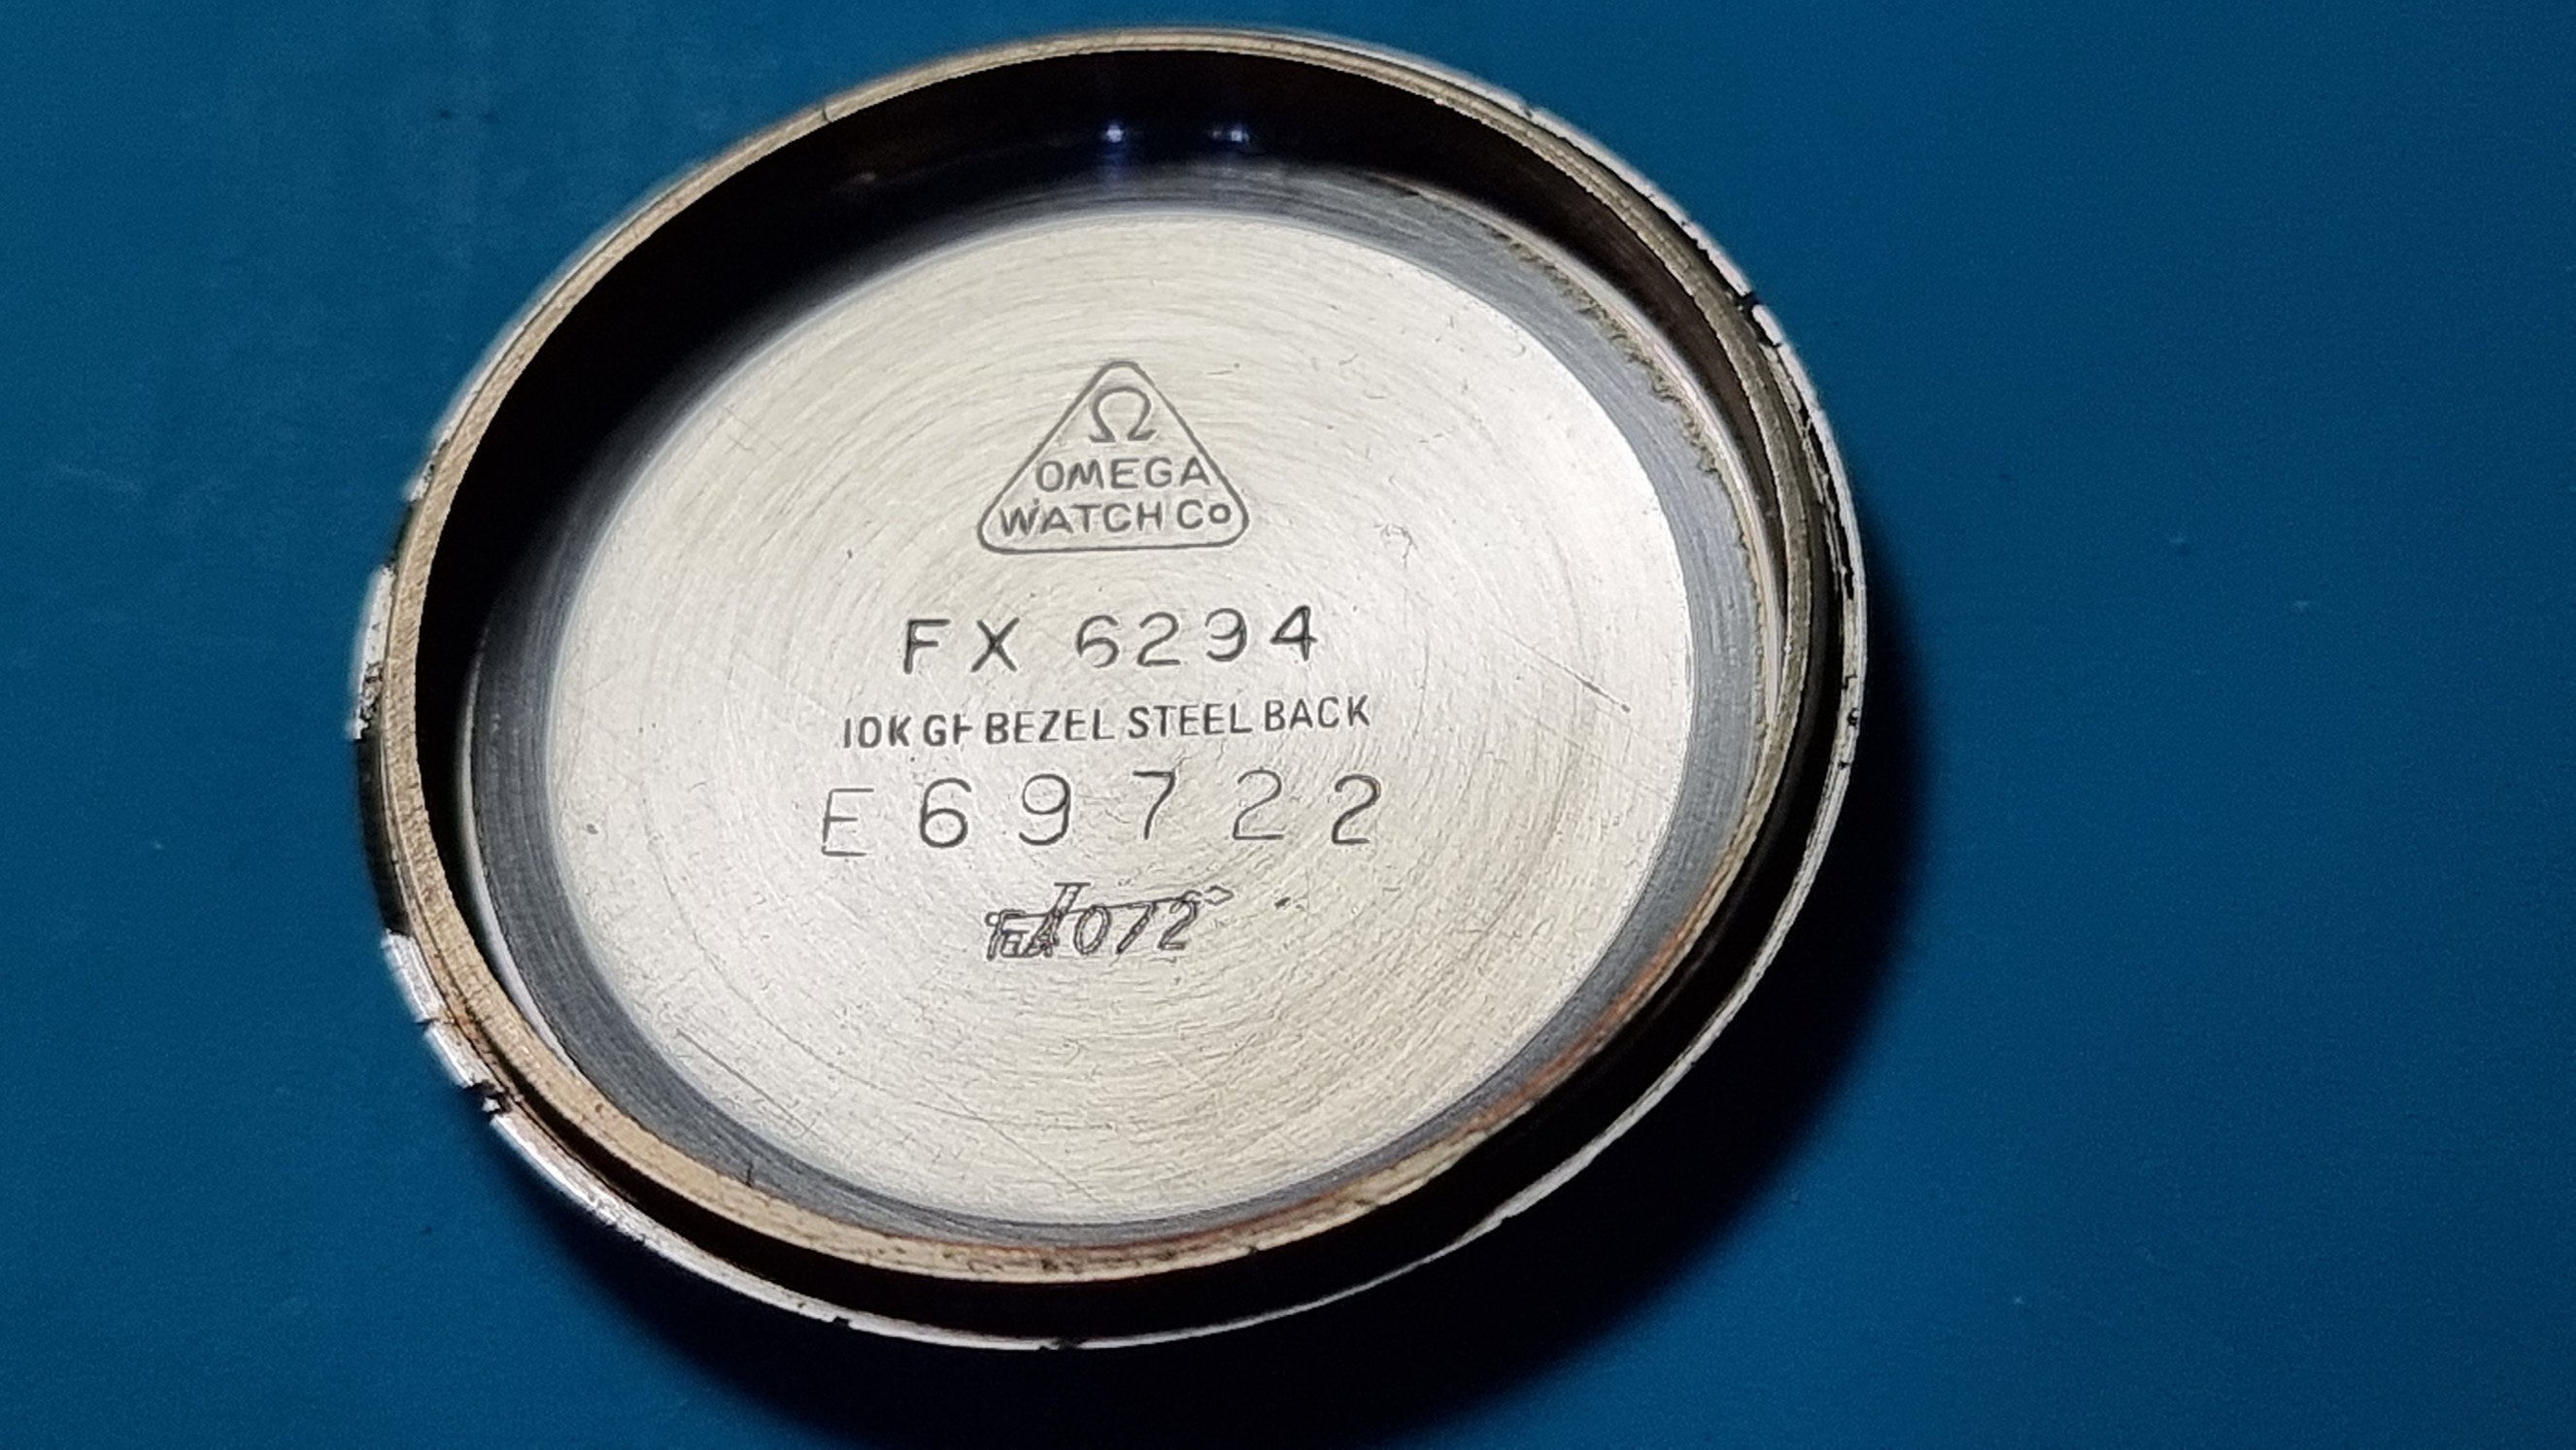 Ω
OMEGA
WATCH Co
FX 6294
10K GF BEZEL STEEL BACK
E69722